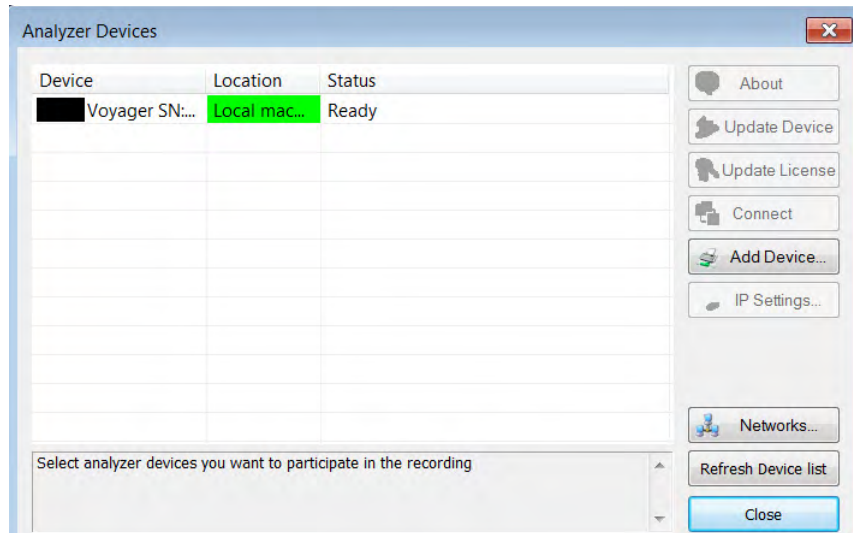 Analyzer Devices
Device Location Status
Voyager SN:... Local mac... Ready
About
Update Device
Update License
Connect
Add Device...
IP Settings...
Networks...
Select analyzer devices you want to participate in the recording
Refresh Device list
Close